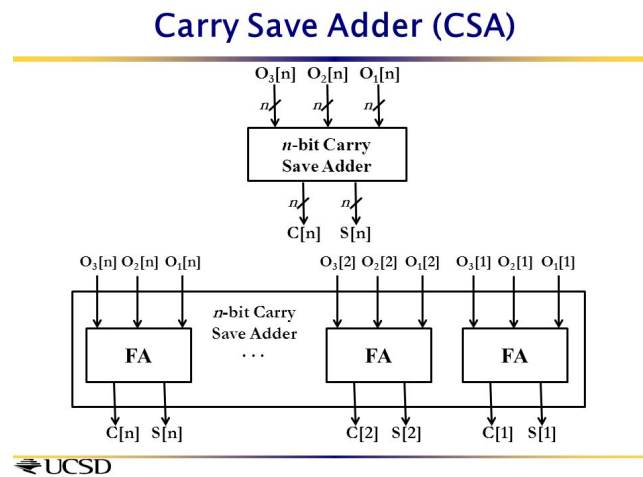 Carry Save Adder (CSA)
O₃[n] O₂[n] O₁[n]
n n n
n-bit Carry
Save Adder
n n
C[n] S[n]
O₃[n] O₂[n] O₁[n] O₃[2] O₂[2] O₁[2] O₃[1] O₂[1] O₁[1]
n-bit Carry
Save Adder
FA . . . FA FA
C[n] S[n] C[2] S[2] C[1] S[1]
UCSD